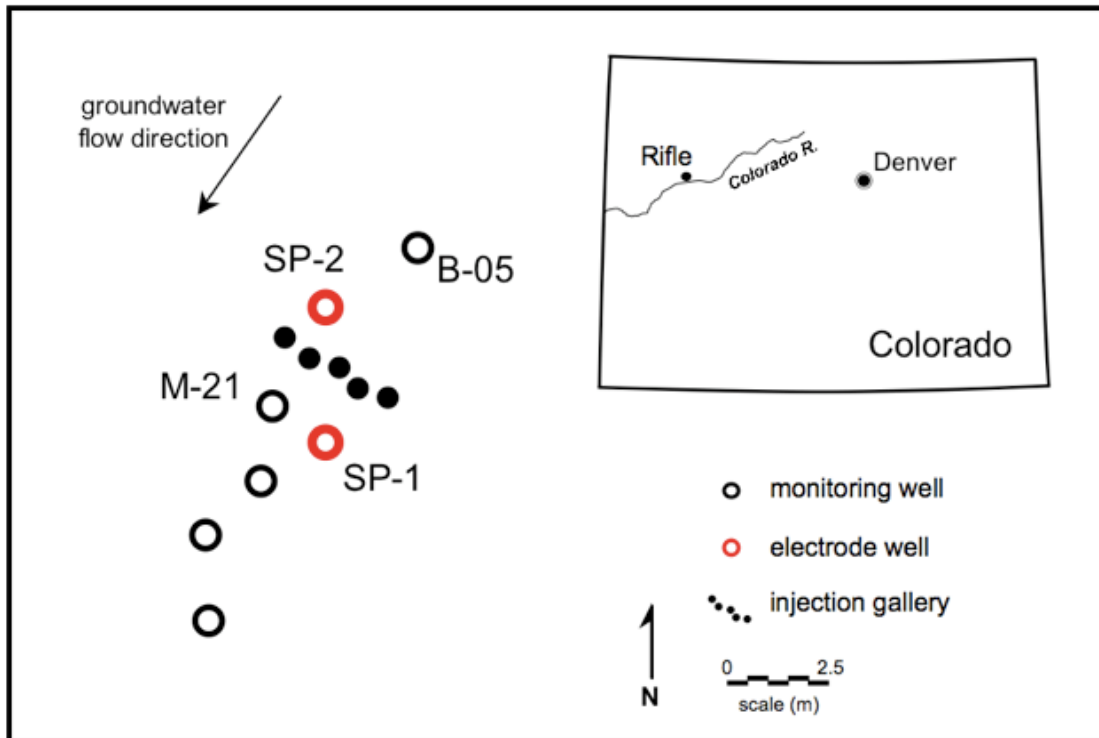 groundwater
flow direction
SP-2
B-05
M-21
SP-1
Rifle
Colorado R.
Denver
Colorado
monitoring well
electrode well
injection gallery
N
0 2.5
scale (m)